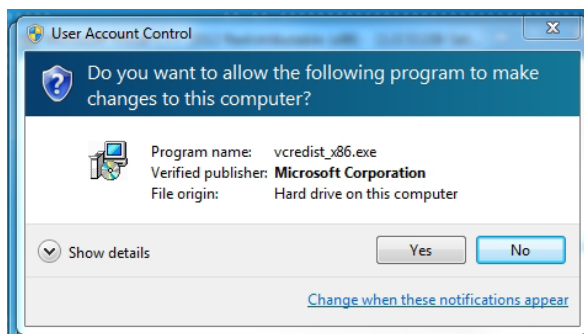 User Account Control
Do you want to allow the following program to make
changes to this computer?
Program name: vcredist_x86.exe
Verified publisher: Microsoft Corporation
File origin: Hard drive on this computer
Show details
Yes
No
Change when these notifications appear